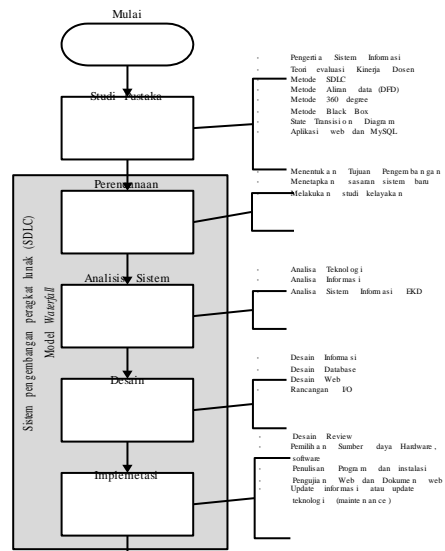 Mulai
Studi Pustaka
Pengertia Sistem Informasi
Teori evaluasi Kinerja Dosen
Metode SDLC
Metode Aliran data (DFD)
Metode 360 degree
Metode Black Box
State Transision Diagram
Aplikasi web dan MySQL
Sistem pengembangan peragkat lunak (SDLC)
Model Waterfall
Perencanaan
Menentukan Tujuan Pengembangan
Menetapkan sasaran sistem baru
Melakukan studi kelayakan
Analisis Sistem
Analisa Teknologi
Analisa Informasi
Analisa Sistem Informasi EKD
Desain
Desain Informasi
Desain Database
Desain Web
Rancangan I/O
Implemetasi
Desain Review
Pemilihan Sumber daya Hardware,
software
Penulisan Program dan instalasi
Pengujian Web dan Dokumen web
Update informasi atau update
teknologi (maintenance)